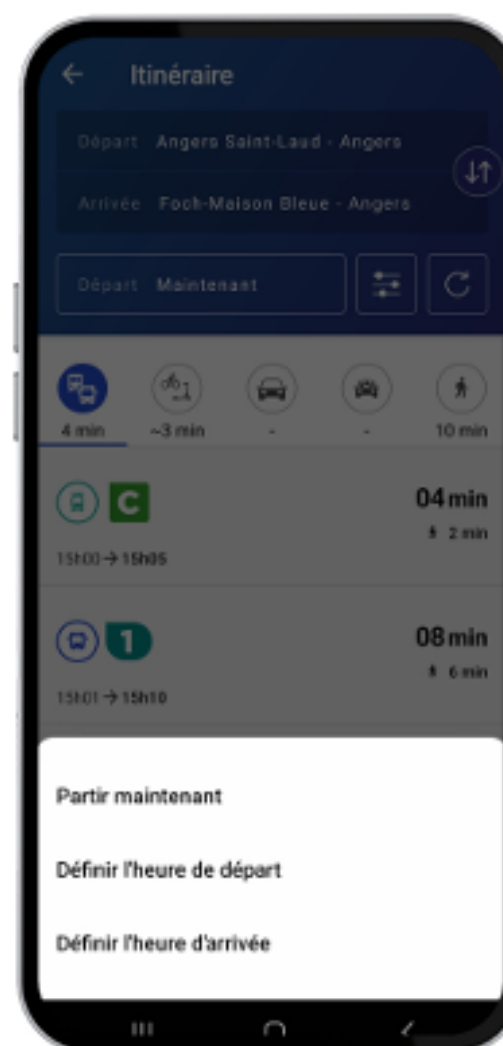 Itinéraire
Départ Angers Saint-Laud - Angers
Arrivée Foch-Maison Bleue - Angers
Départ Maintenant
4 min ~3 min - - 10 min
C 04 min
2 min
15h00 → 15h05
1 08 min
6 min
15h01 → 15h10
Partir maintenant
Définir l'heure de départ
Définir l'heure d'arrivée